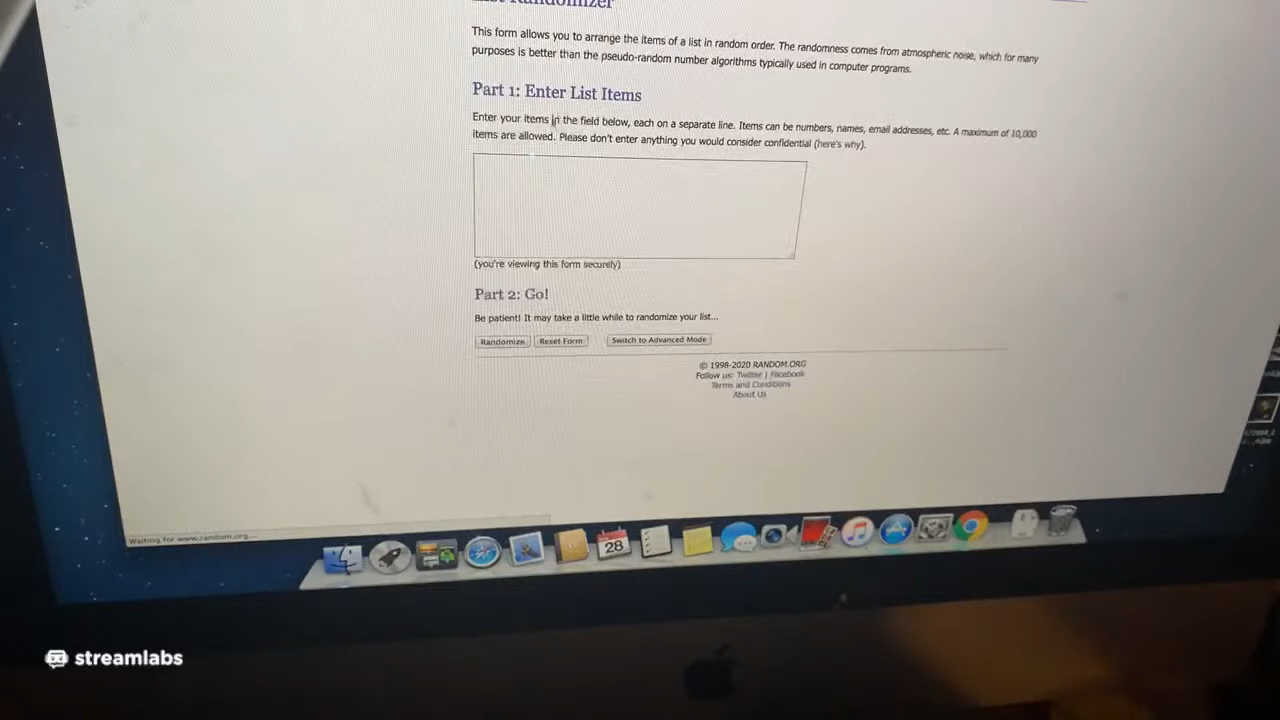 This form allows you to arrange the items of a list in random order. The randomness comes from atmospheric noise, which for many
purposes is better than the pseudo-random number algorithms typically used in computer programs.
Part 1: Enter List Items
Enter your items in the field below, each on a separate line. Items can be numbers, names, email addresses, etc. A maximum of 10,000
items are allowed. Please don't enter anything you would consider confidential (here's why).
(you're viewing this form securely)
Part 2: Go!
Be patient! It may take a little while to randomize your list...
Randomize Reset Form Switch to Advanced Mode
© 1998-2020 RANDOM.ORG
Follow us: Twitter | Facebook
Terms and Conditions
About Us
Waiting for www.random.org...
28
streamlabs